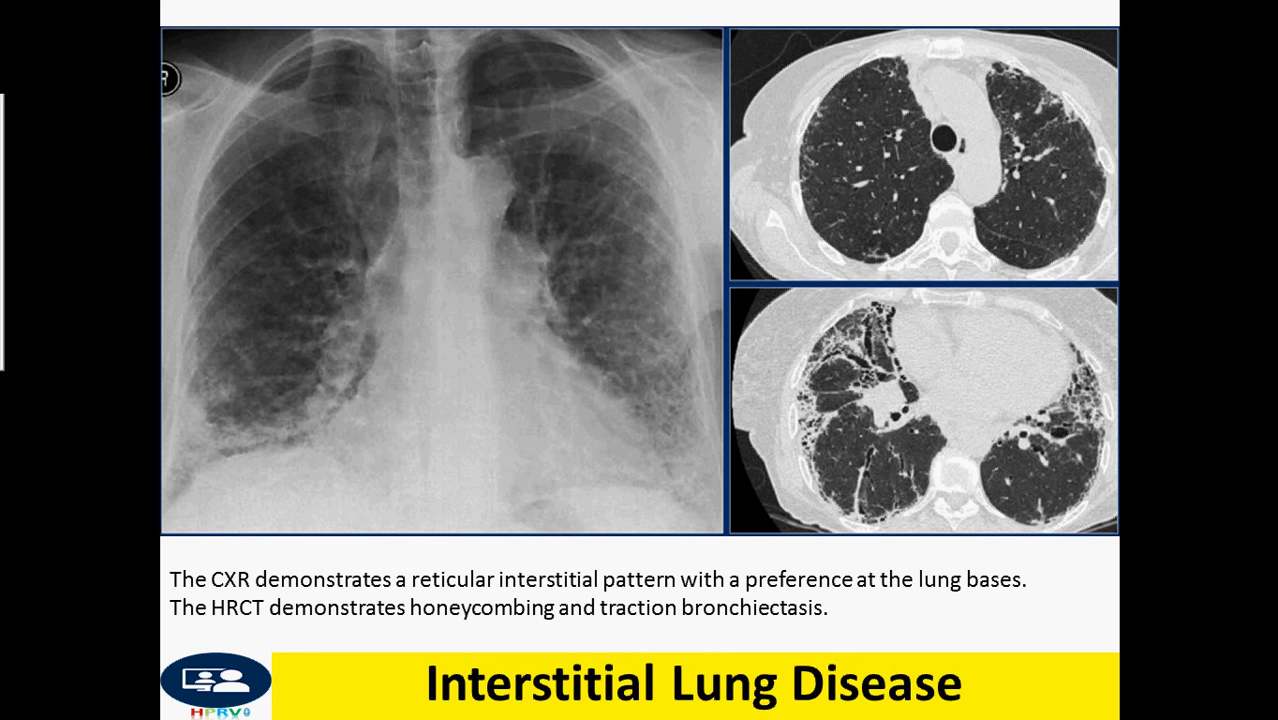 R
The CXR demonstrates a reticular interstitial pattern with a preference at the lung bases.
The HRCT demonstrates honeycombing and traction bronchiectasis.
Interstitial Lung Disease